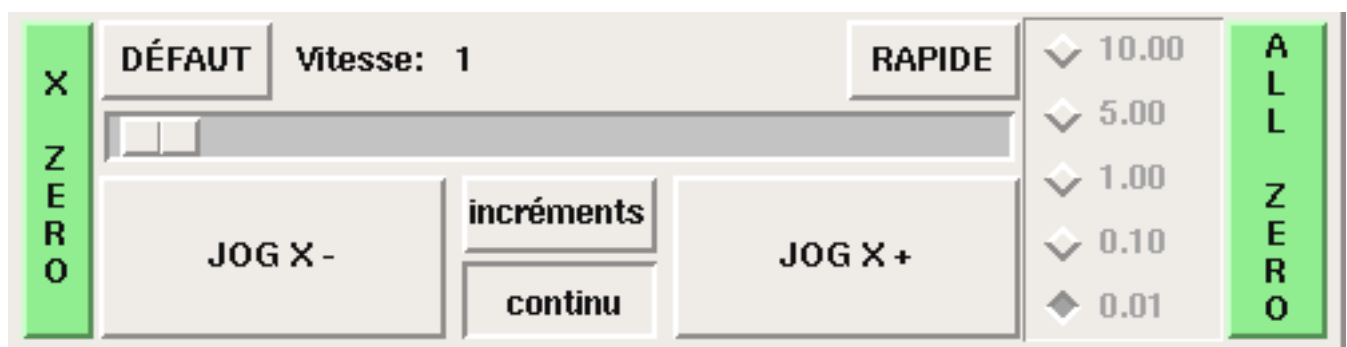 X ZERO
DÉFAUT
Vitesse: 1
RAPIDE
JOG X -
incréments
continu
JOG X +
10.00
5.00
1.00
0.10
0.01
ALL ZERO